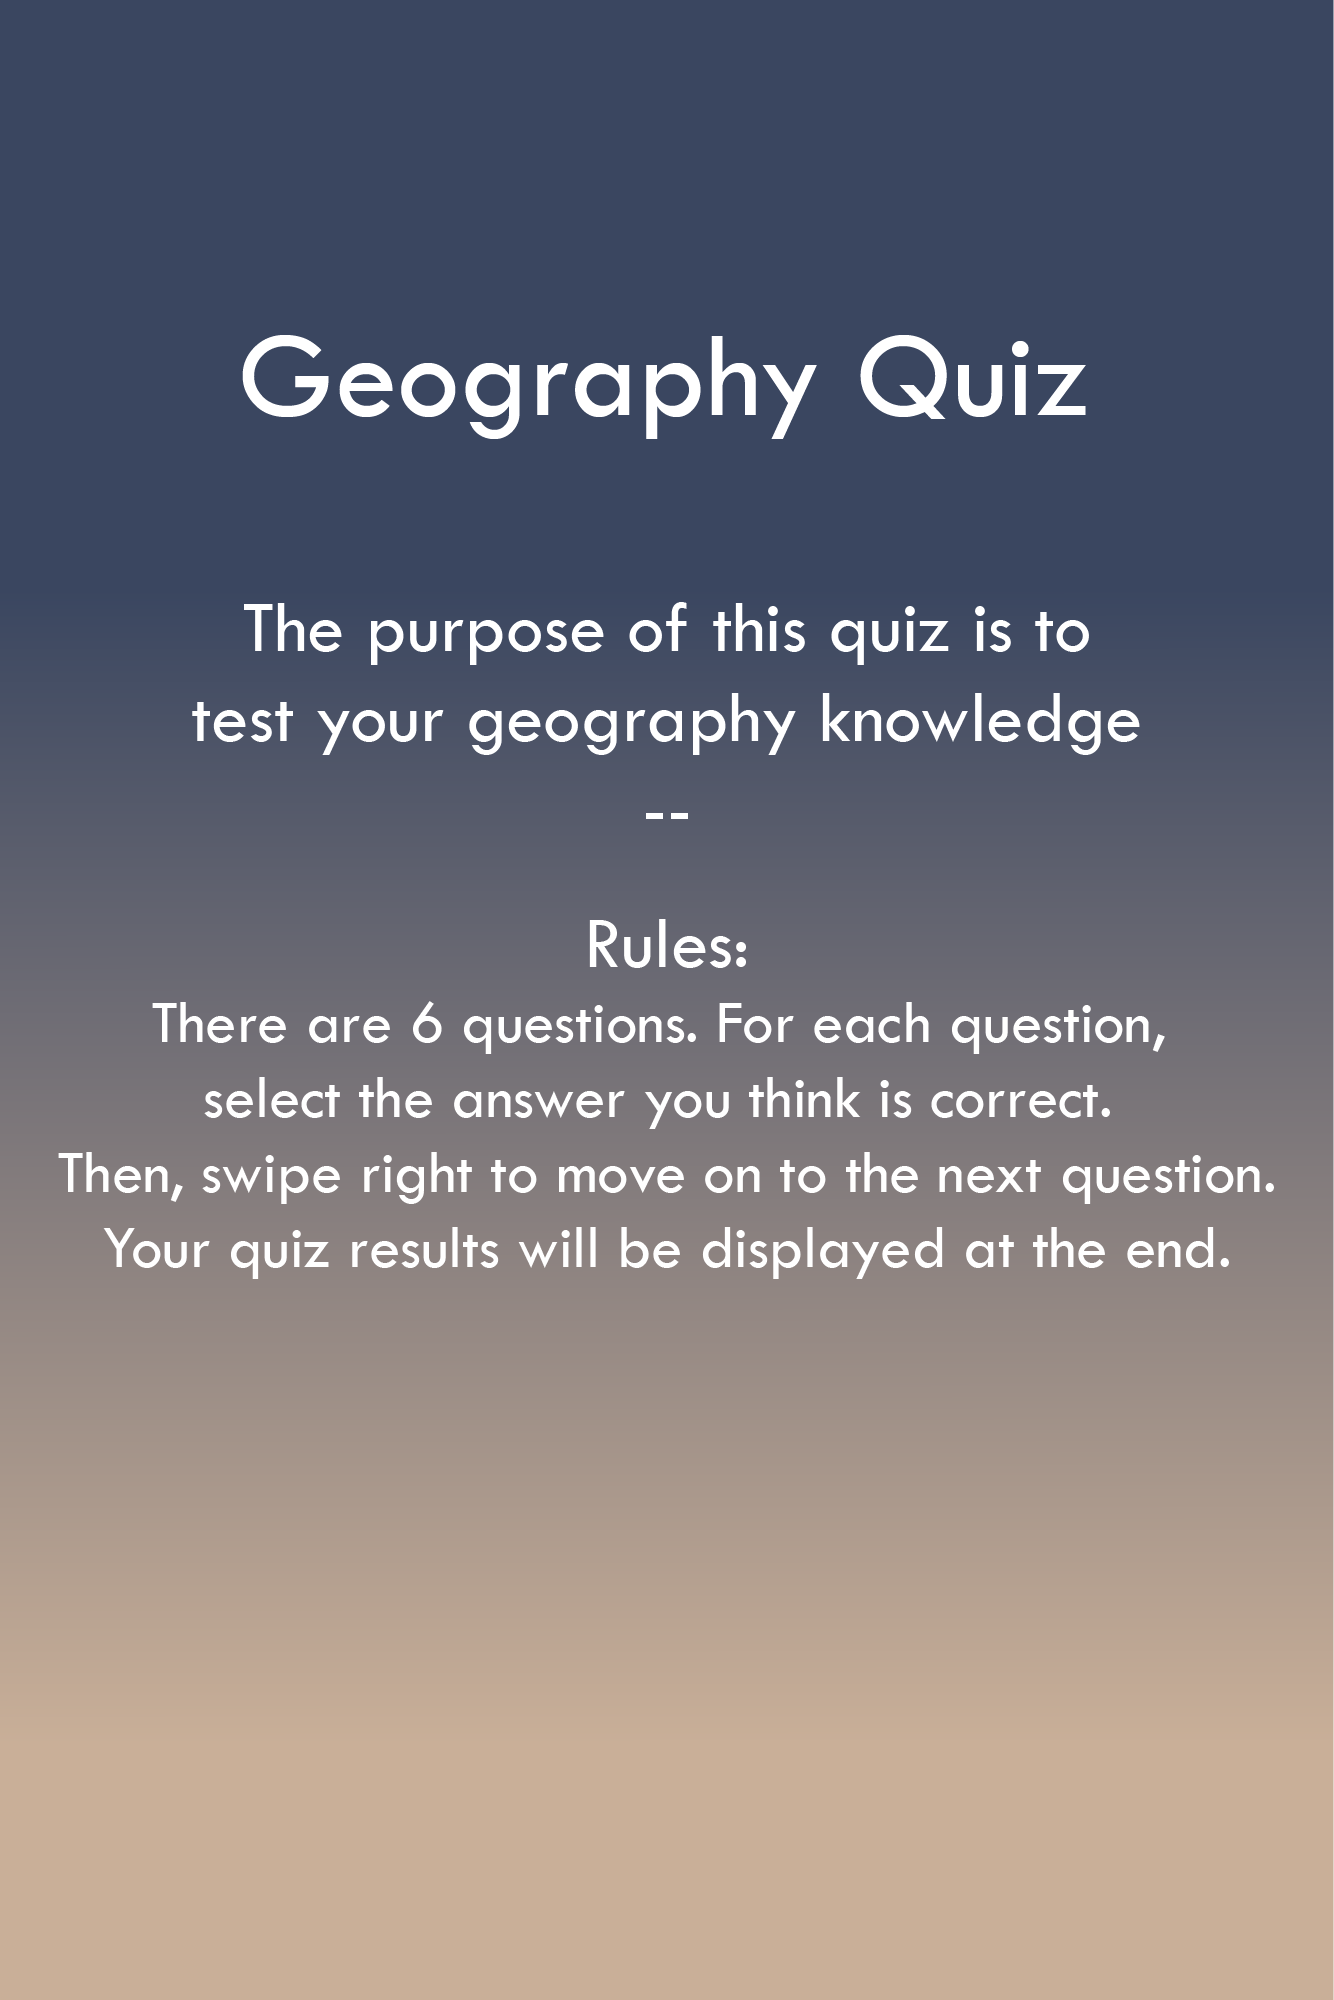 Geography Quiz
The purpose of this quiz is to
test your geography knowledge
--
Rules:
There are 6 questions. For each question,
select the answer you think is correct.
Then, swipe right to move on to the next question.
Your quiz results will be displayed at the end.